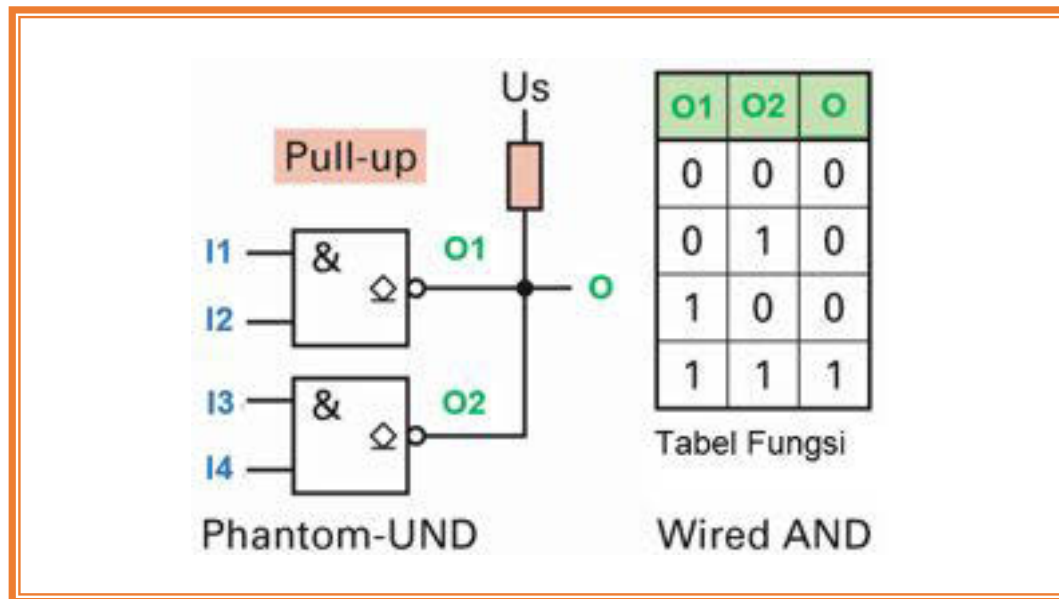 Us
Pull-up
I1
&
O1
O
I2
I3
&
O2
I4
Phantom-UND
O1 O2 O
0 0 0
0 1 0
1 0 0
1 1 1
Tabel Fungsi
Wired AND